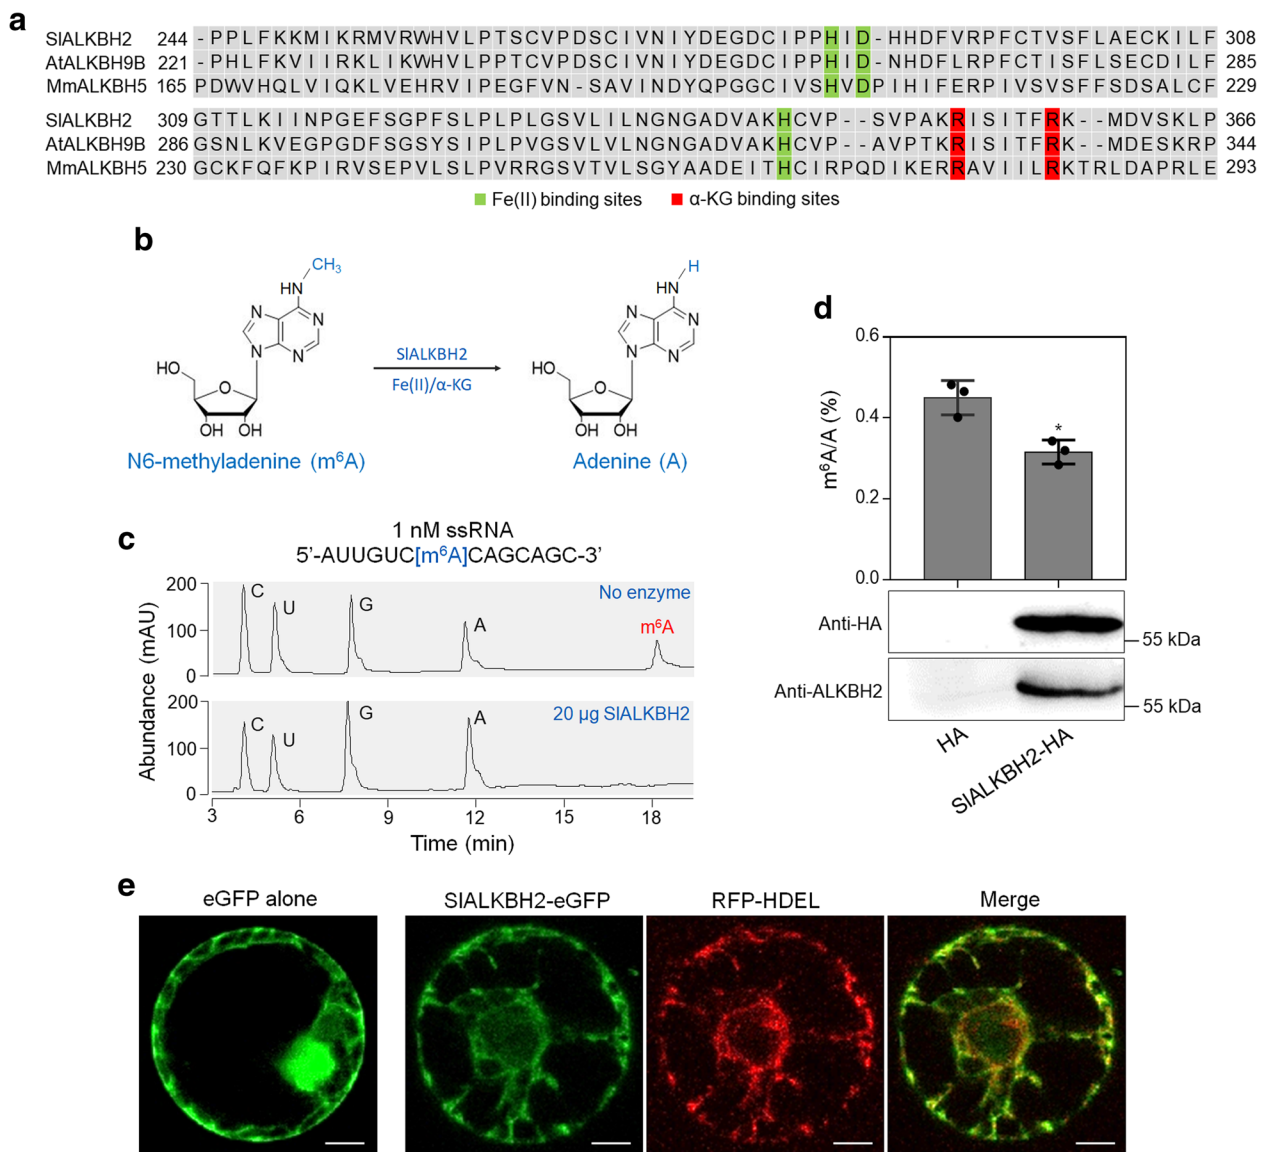 a
SlALKBH2 244 -PPLFKKMIKRMVRWHVLPTSCVPDSCIVNIYDEGDCIPPHID-HHDFVRPFCTVSFLAECKILF 308
AtALKBH9B 221 -PHLFKVIIRKLIKWHVLPPTCVPDSCIVNIYDEGDCIPPHID-NHDFLRPFCTISFLSECDILF 285
MmALKBH5 165 PDWVHQLVIQKLVEHRVIPEGFVN-SAVINDYQPGGCIVSHVDPIHIFERPIVSVSFFSDSALCF 229
SlALKBH2 309 GTTLKIINPGEFSGPFSLPLPLGSVLILNGNGADVAKHCVP--SVPAKRISITFRK--MDVSKLP 366
AtALKBH9B 286 GSNLKVEGPGDFSGSYSIPLPVGSVLVLNGNGADVAKHCVP--AVPTKRISITFRK--MDESKRP 344
MmALKBH5 230 GCKFQFKPIRVSEPVLSLPVRRGSVTVLSGYAADEITHCIRPQDIKERRAVIILRKTRLDAPRLE 293
Fe(II) binding sites α-KG binding sites
b
CH₃
HN
N
N
N
N
HO
O
OH OH
N6-methyladenine (m⁶A)
SlALKBH2
Fe(II)/α-KG
H
HN
N
N
N
N
HO
O
OH OH
Adenine (A)
c
1 nM ssRNA
5'-AUUGUC[m⁶A]CAGCAGC-3'
Abundance (mAU)
200
100
0
C
U
G
A
m⁶A
No enzyme
200
100
0
C
U
G
A
20 µg SlALKBH2
3 6 9 12 15 18
Time (min)
d
m⁶A/A (%)
0.6
0.4
0.2
0.0
*
Anti-HA
55 kDa
Anti-ALKBH2
55 kDa
HA
SlALKBH2-HA
e
eGFP alone SlALKBH2-eGFP RFP-HDEL Merge